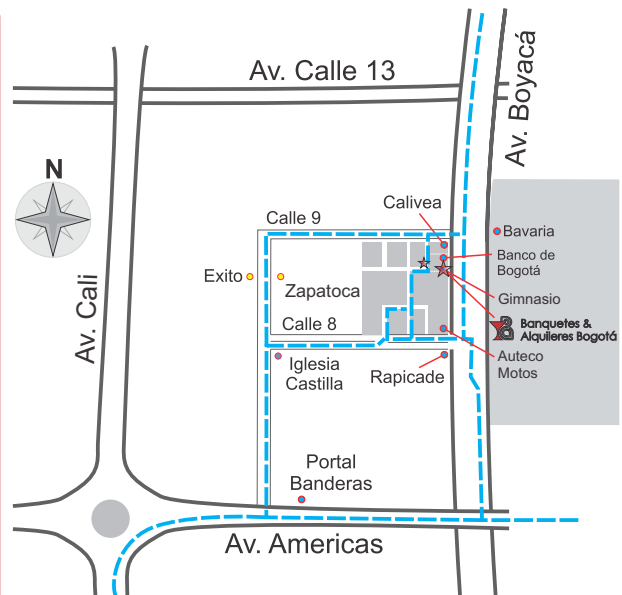 Av. Calle 13
Av. Boyacá
N
Calivea
Calle 9
Bavaria
Banco de
Bogotá
Exito
Zapatoca
Gimnasio
Av. Cali
Calle 8
Banquetes &
Alquileres Bogotá
Iglesia
Castilla
Rapicade
Auteco
Motos
Portal
Banderas
Av. Americas